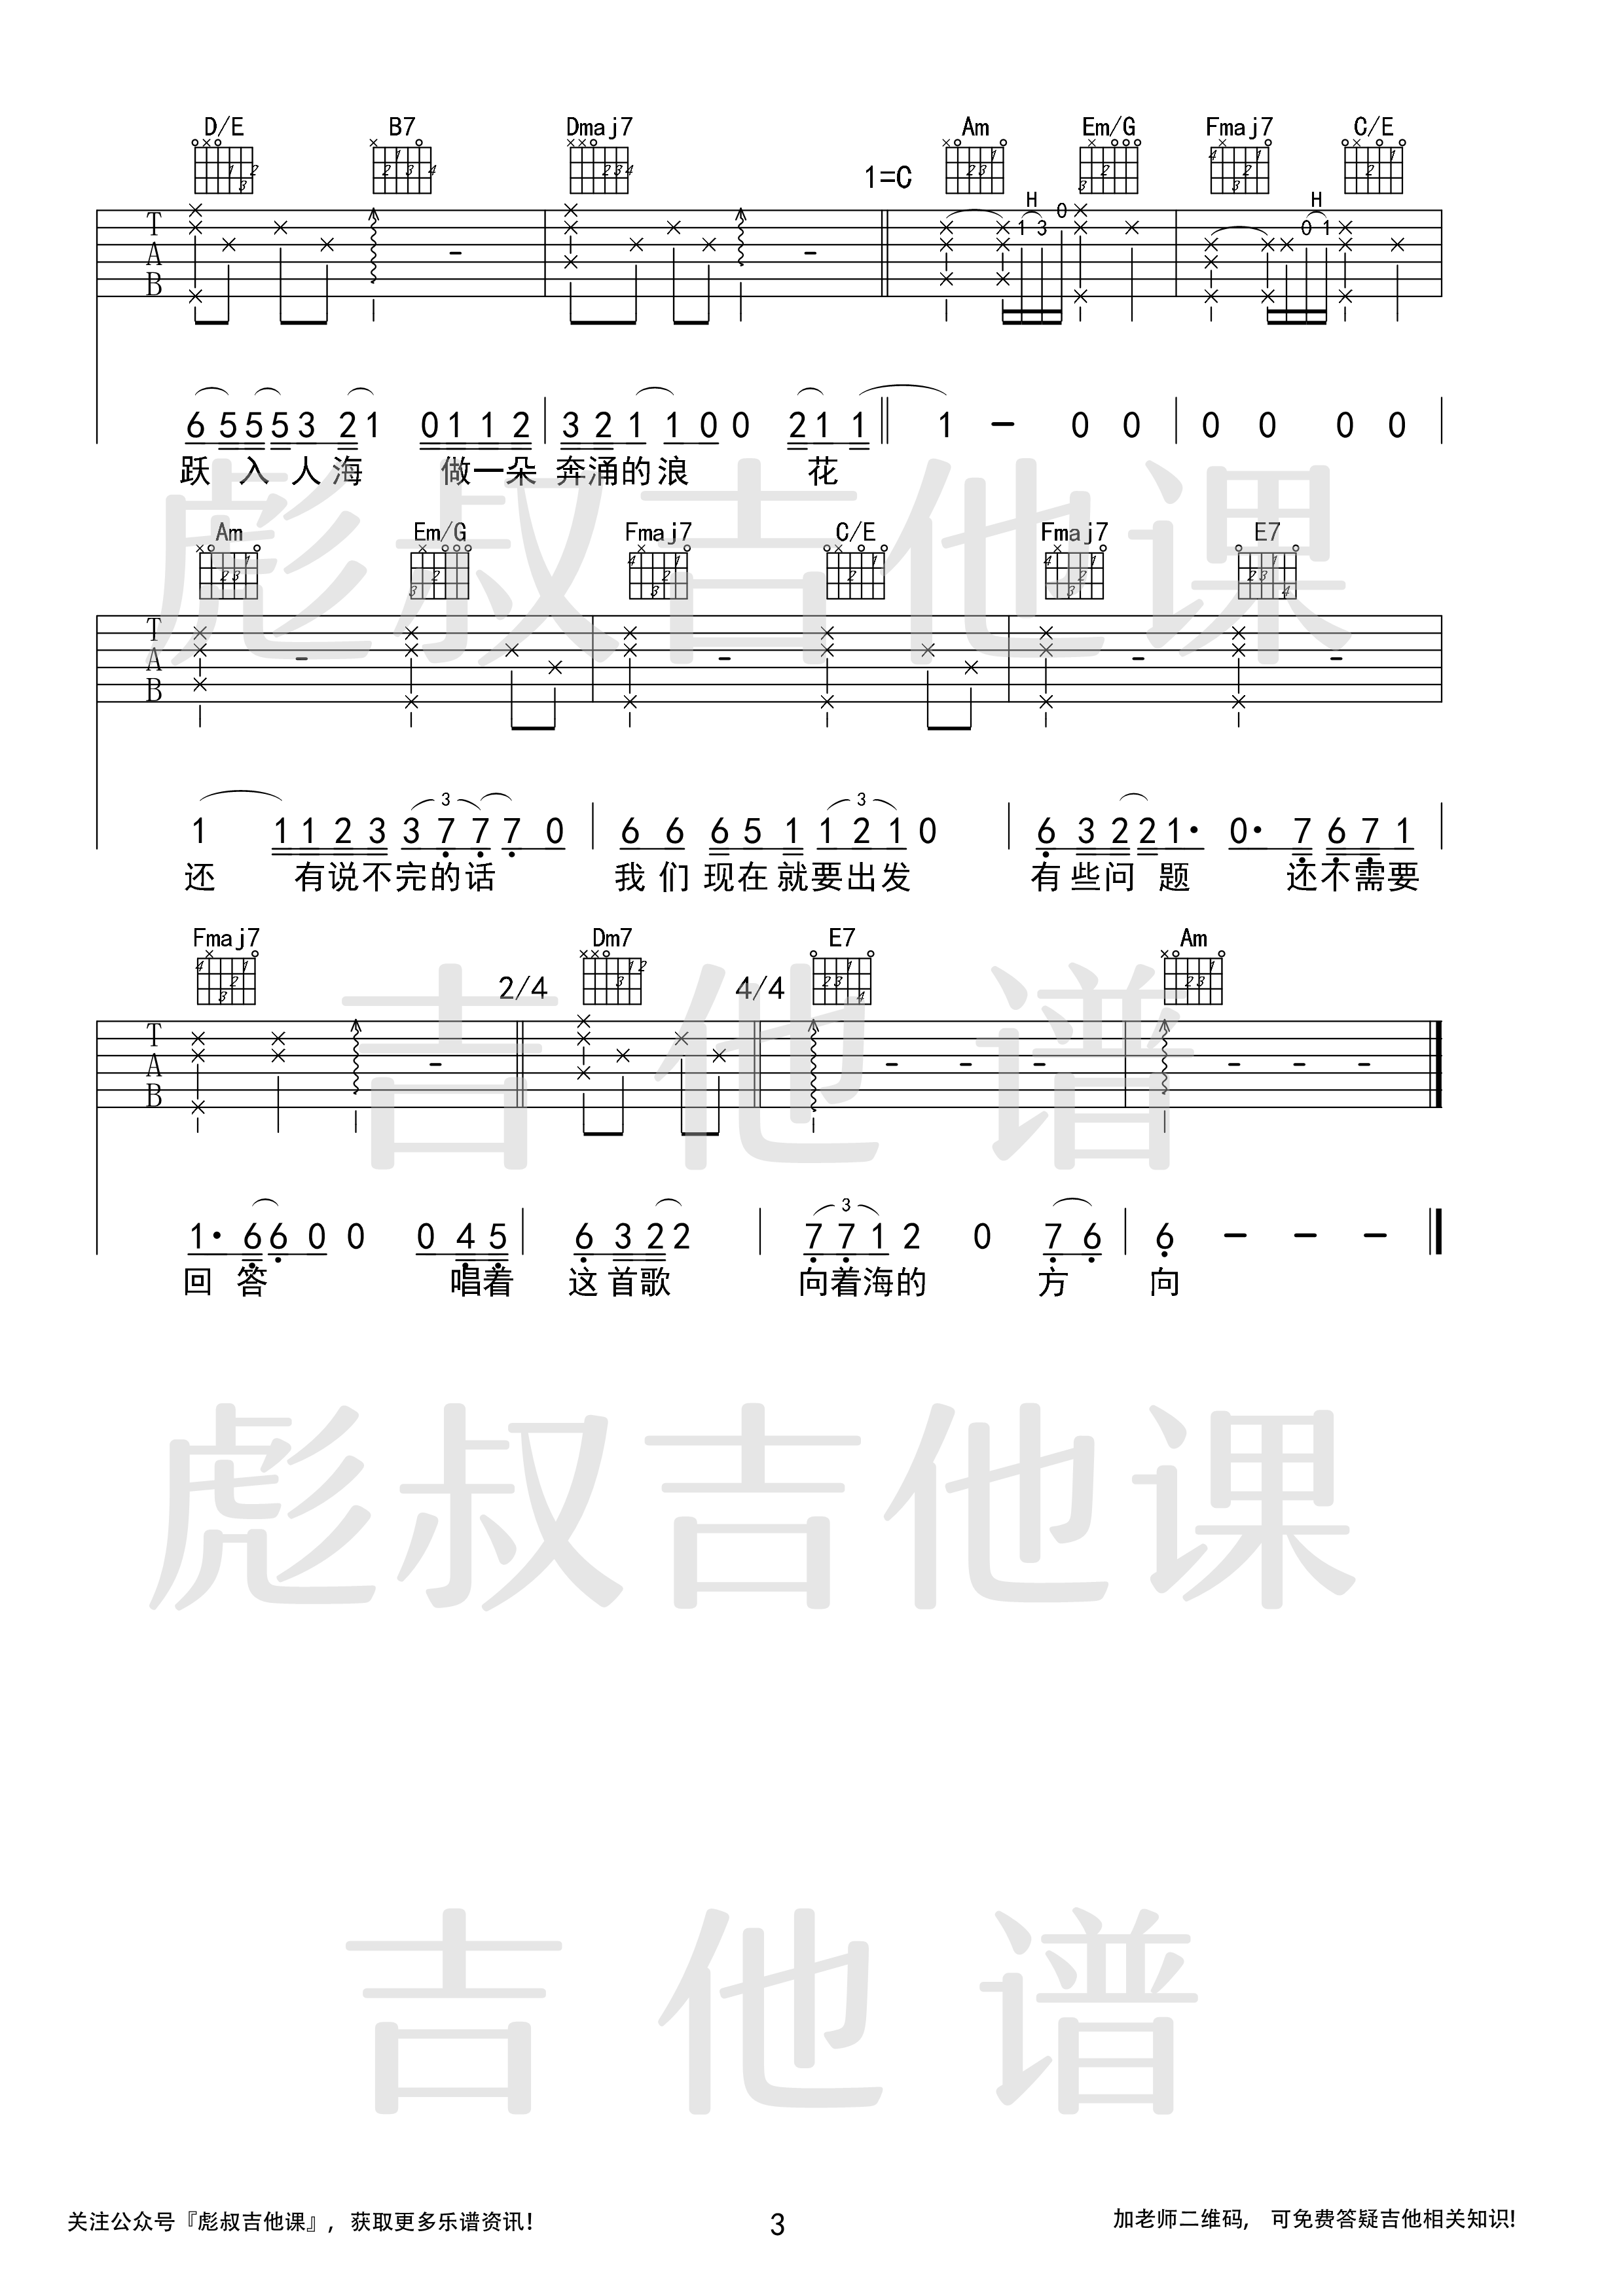 D/E B7 Dmaj7 1=C Am Em/G Fmaj7 C/E
H 1 3 0 H 0 1
T
A
B
6 5 5 5 3 2 1 0 1 1 2 3 2 1 1 0 0 2 1 1 1 - 0 0 0 0 0 0
跃 入 人 海 做一朵 奔涌的浪 花
彪叔吉他课
Am Em/G Fmaj7 C/E Fmaj7 E7
T
A
B
1 1 1 2 3 3 7 7 7 0 6 6 6 5 1 1 2 1 0 6 3 2 2 1· 0· 7 6 7 1
还 有说不完的话 我们现在就要出发 有些问题 还不需要
Fmaj7 2/4 Dm7 4/4 E7 Am
吉他谱
T
A
B
1· 6 6 0 0 0 4 5 6 3 2 2 7 7 1 2 0 7 6 6 - - -
回 答 唱着 这首歌 向着海的 方 向
彪叔吉他课
吉他谱
关注公众号『彪叔吉他课』，获取更多乐谱资讯！ 3 加老师二维码， 可免费答疑吉他相关知识！